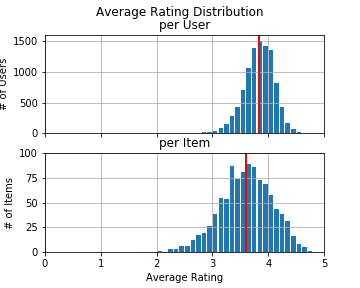 Average Rating Distribution
per User
1500
1000
500
0
# of Users
per Item
100
75
50
25
0
# of Items
0 1 2 3 4 5
Average Rating